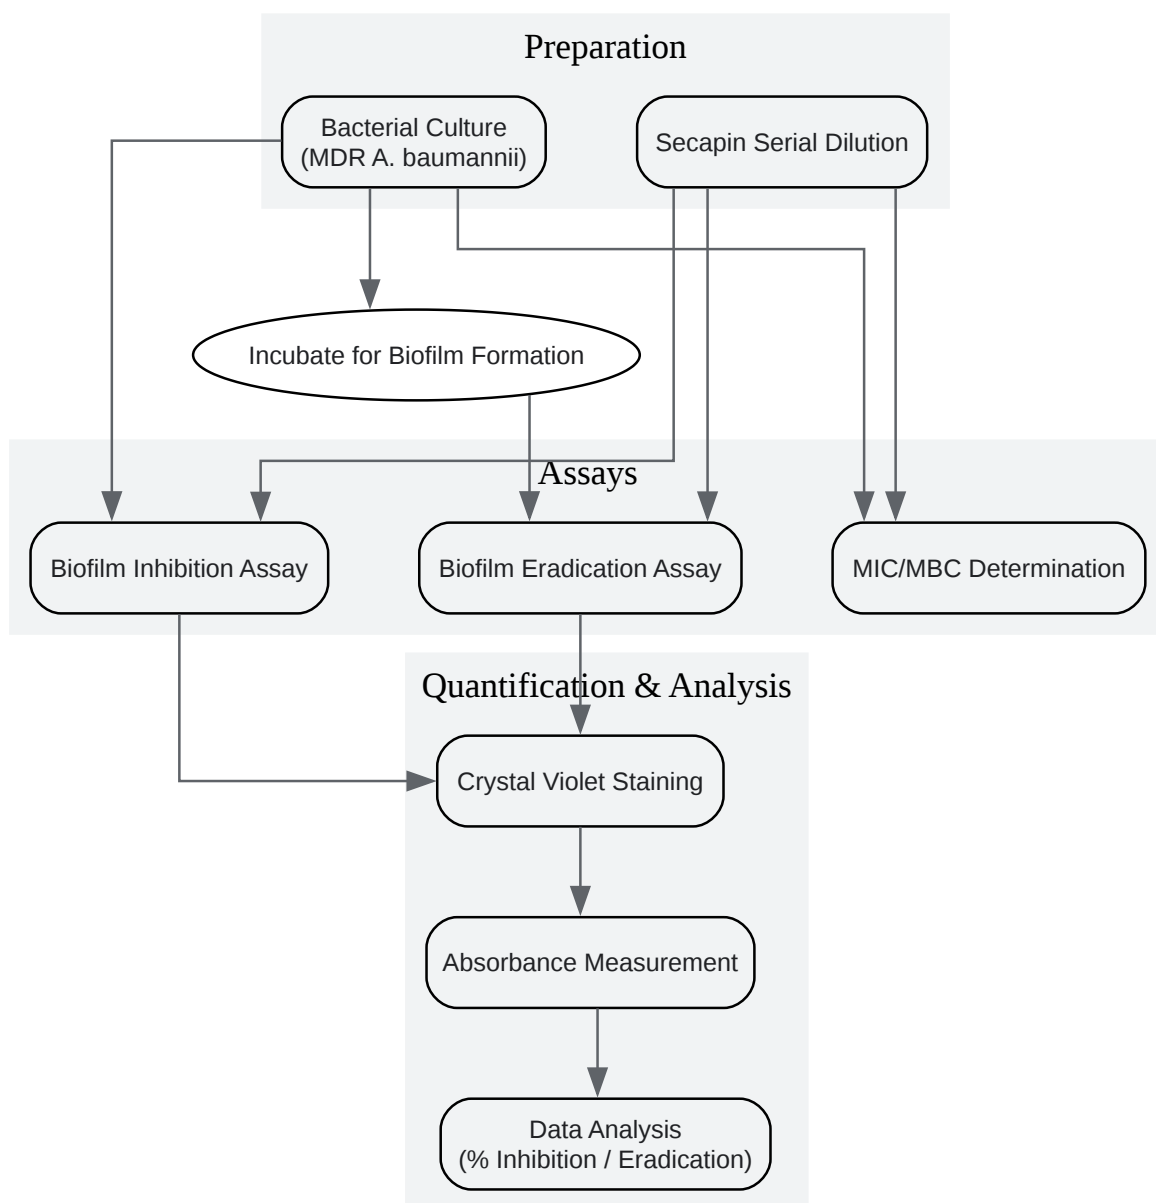 Preparation
Bacterial Culture
(MDR A. baumannii)
Secapin Serial Dilution
Incubate for Biofilm Formation
Assays
Biofilm Inhibition Assay
Biofilm Eradication Assay
MIC/MBC Determination
Quantification & Analysis
Crystal Violet Staining
Absorbance Measurement
Data Analysis
(% Inhibition / Eradication)